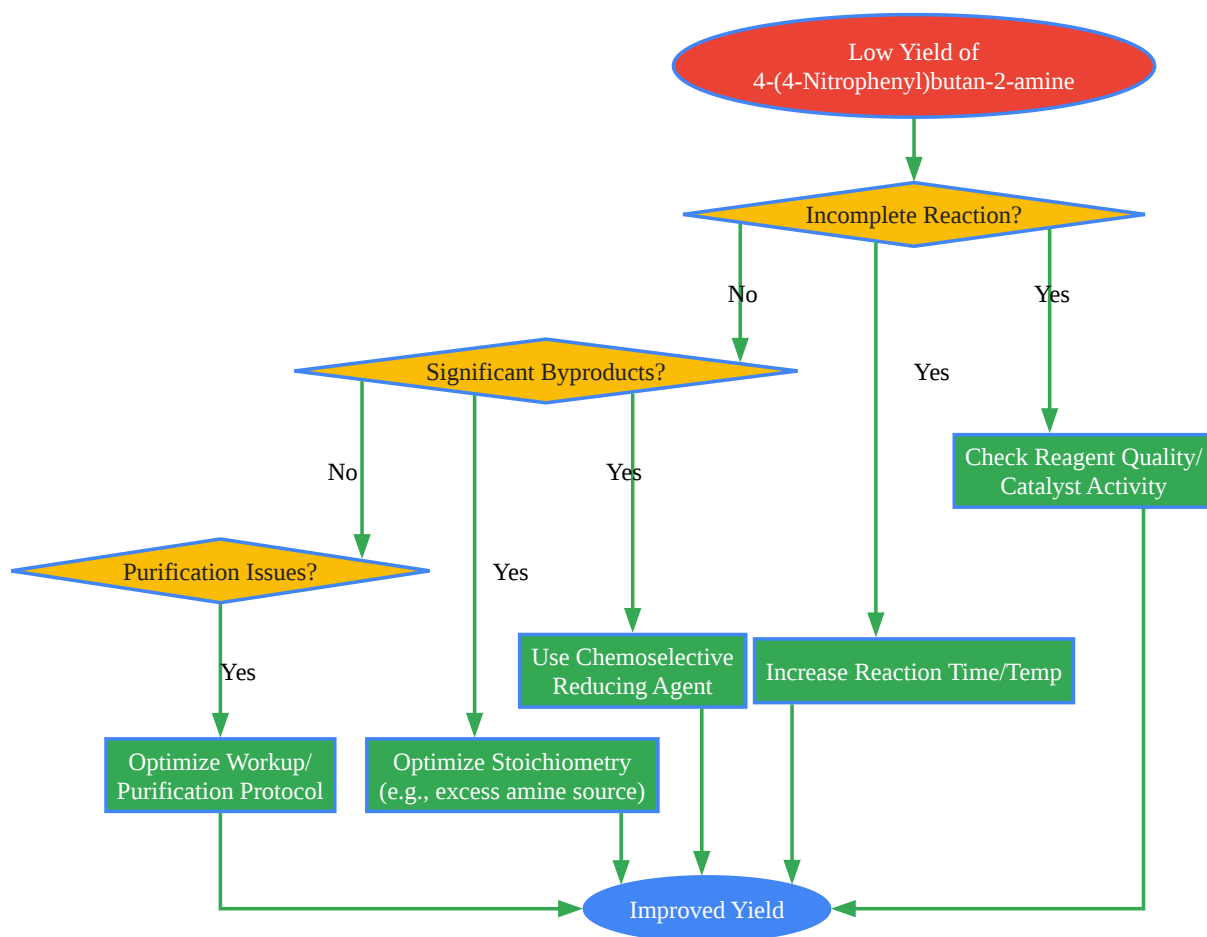 Low Yield of
4-(4-Nitrophenyl)butan-2-amine
Incomplete Reaction?
No
Yes
Yes
Significant Byproducts?
Check Reagent Quality/
Catalyst Activity
No
Yes
Yes
Purification Issues?
Use Chemoselective
Reducing Agent
Increase Reaction Time/Temp
Yes
Optimize Workup/
Purification Protocol
Optimize Stoichiometry
(e.g., excess amine source)
Improved Yield